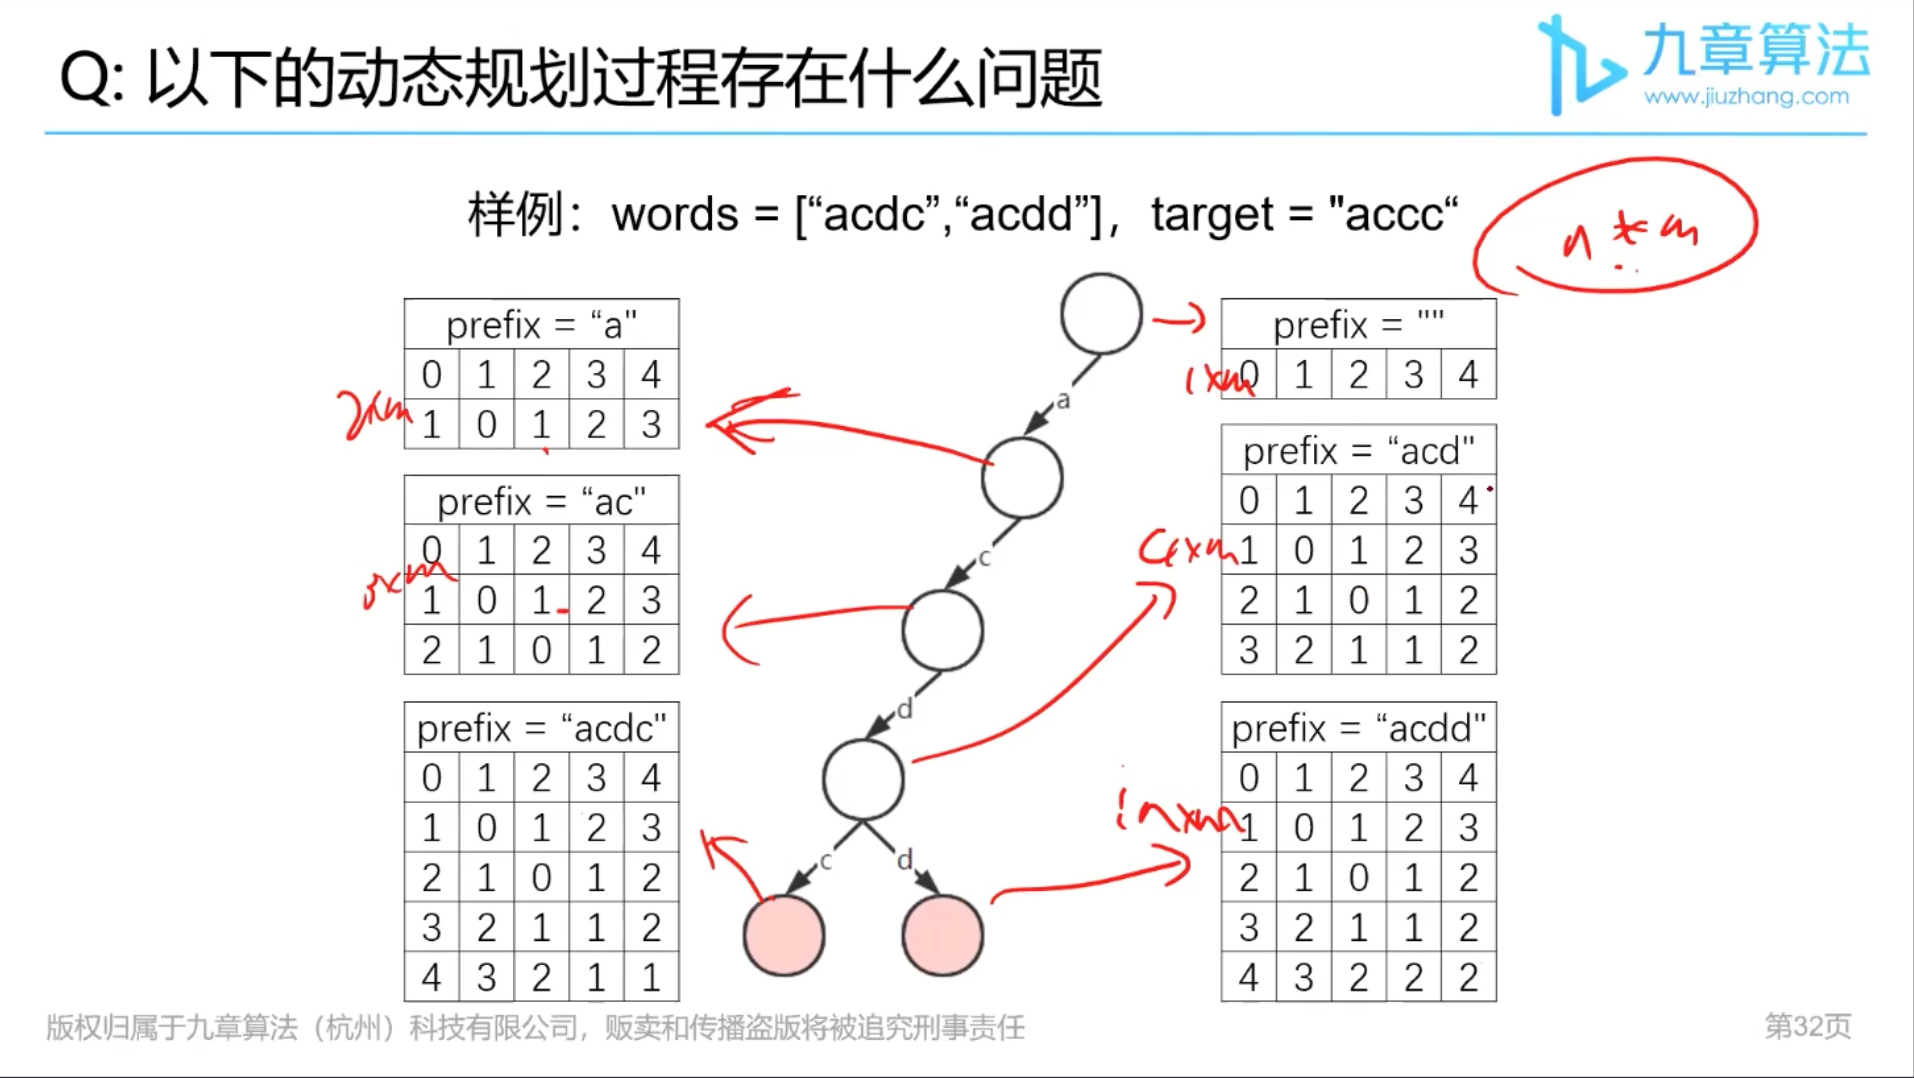 Q: 以下的动态规划过程存在什么问题
九章算法
www.jiuzhang.com
样例：words = [“acdc”,“acdd”]，target = "accc“
n * m
prefix = “a"
0 1 2 3 4
1 0 1 2 3
2xm
prefix = “ac"
0 1 2 3 4
1 0 1 2 3
2 1 0 1 2
3xm
prefix = “acdc"
0 1 2 3 4
1 0 1 2 3
2 1 0 1 2
3 2 1 1 2
4 3 2 1 1
a
c
d
c d
prefix = ""
0 1 2 3 4
1xm
prefix = “acd"
0 1 2 3 4
1 0 1 2 3
2 1 0 1 2
3 2 1 1 2
4xm
prefix = “acdd"
0 1 2 3 4
1 0 1 2 3
2 1 0 1 2
3 2 1 1 2
4 3 2 2 2
版权归属于九章算法（杭州）科技有限公司，贩卖和传播盗版将被追究刑事责任
第32页